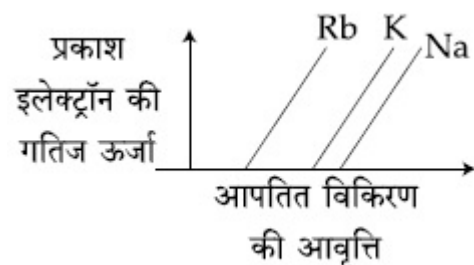 Rb K Na
प्रकाश
इलेक्ट्रॉन की
गतिज ऊर्जा
आपतित विकिरण
की आवृत्ति